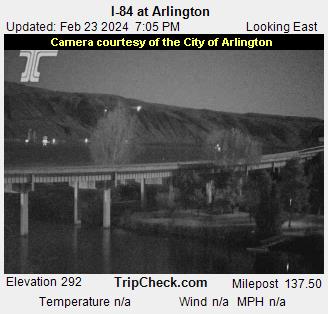 I-84 at Arlington
Updated: Feb 23 2024 7:05 PM Looking East
Camera courtesy of the City of Arlington
Elevation 292 TripCheck.com Milepost 137.50
Temperature n/a Wind n/a MPH n/a